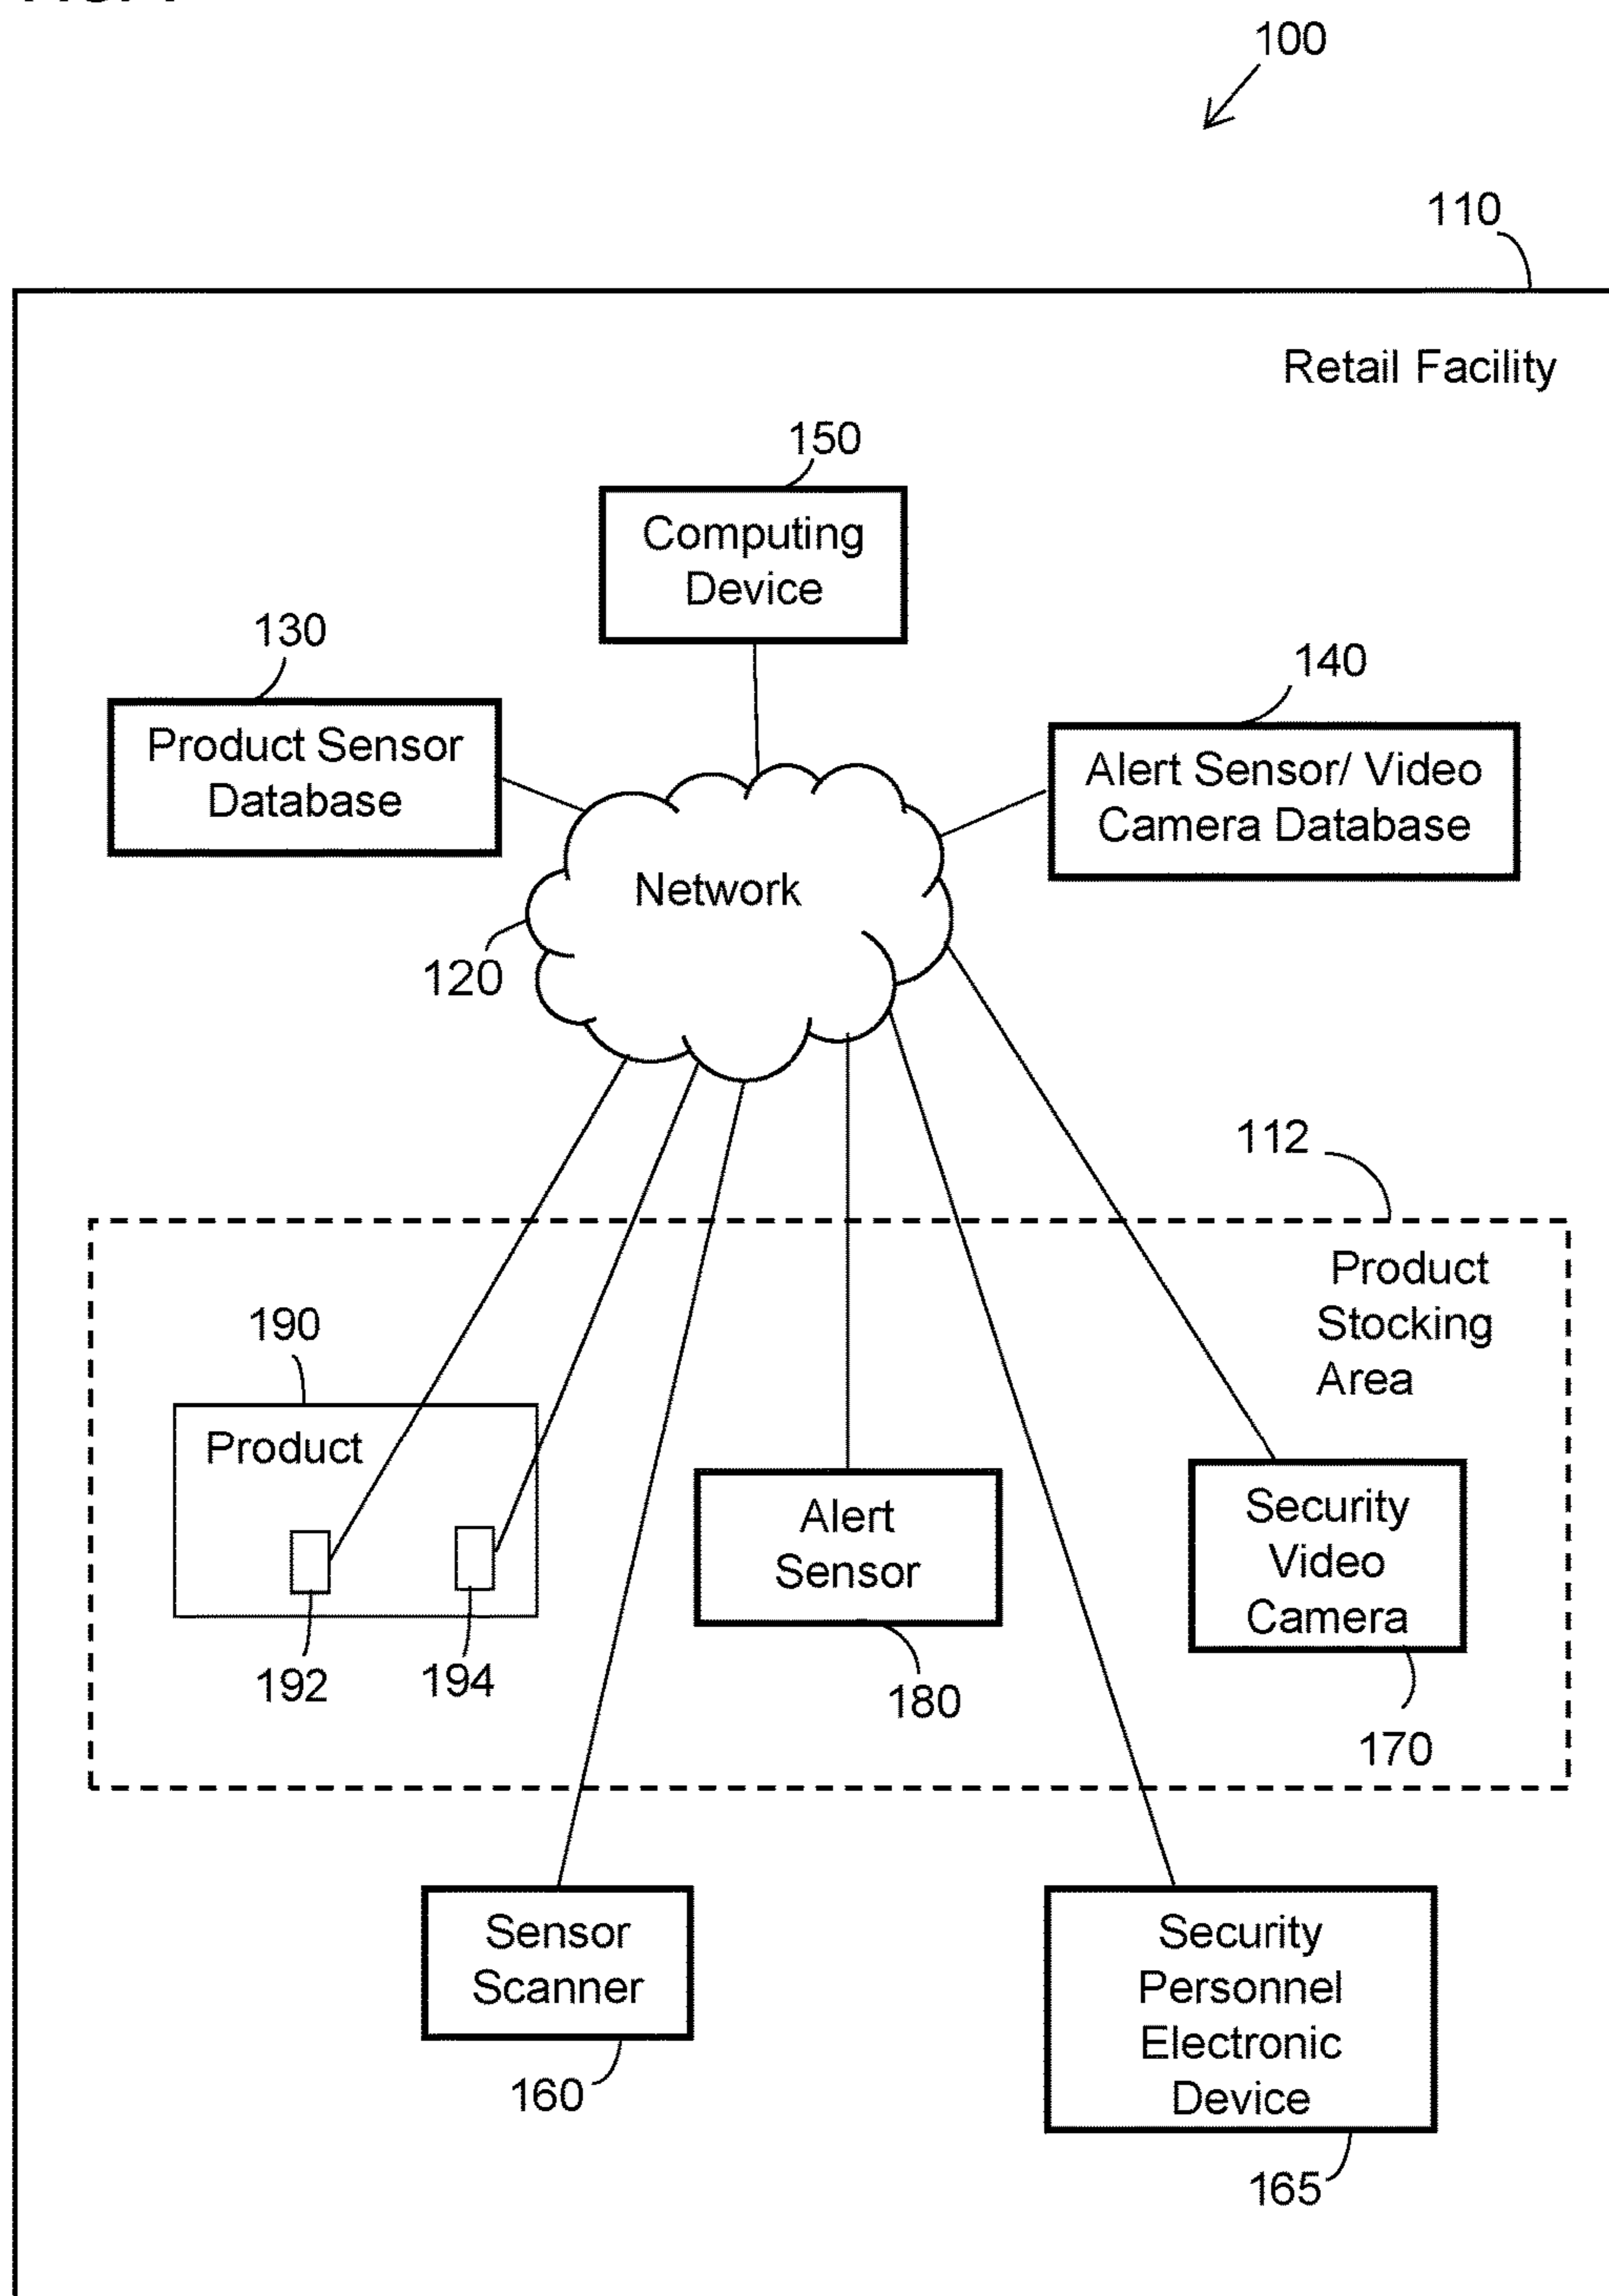 100
110
Retail Facility
150
Computing
Device
130
Product Sensor
Database
140
Alert Sensor/ Video
Camera Database
Network
120
112
Product
Stocking
Area
190
Product
192
194
Alert
Sensor
180
Security
Video
Camera
170
Sensor
Scanner
160
Security
Personnel
Electronic
Device
165